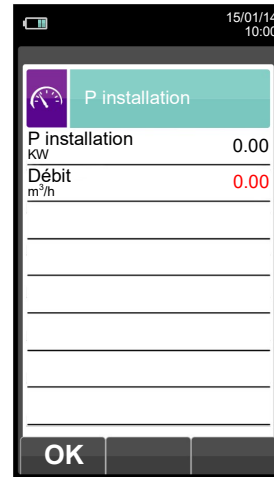 15/01/14
10:00
P installation
P installation
KW
0.00
Débit
m³/h
0.00
OK